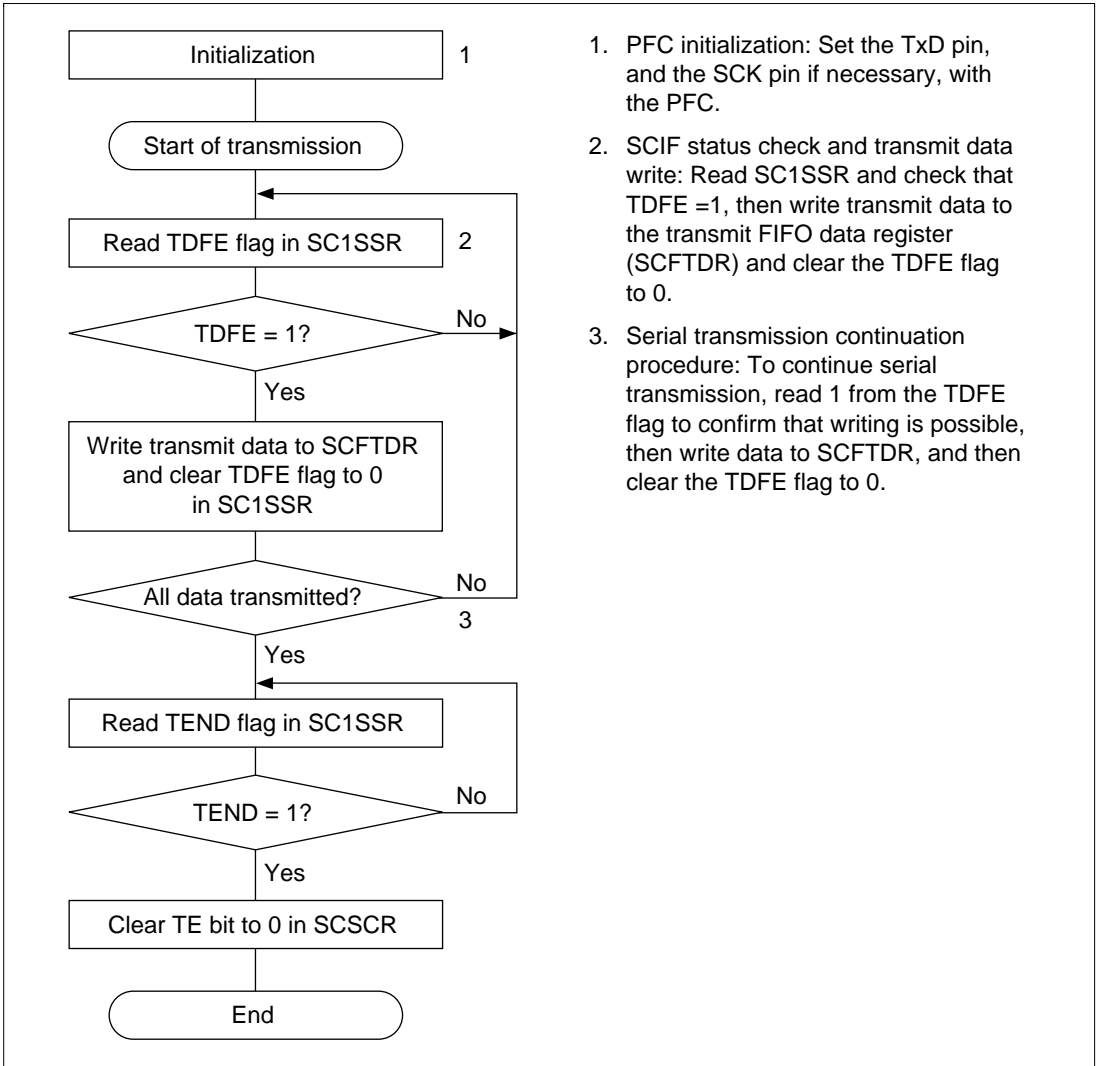 Initialization
1
Start of transmission
Read TDFE flag in SC1SSR
2
TDFE = 1?
No
Yes
Write transmit data to SCFTDR
and clear TDFE flag to 0
in SC1SSR
All data transmitted?
No
3
Yes
Read TEND flag in SC1SSR
TEND = 1?
No
Yes
Clear TE bit to 0 in SCSCR
End
1. PFC initialization: Set the TxD pin,
and the SCK pin if necessary, with
the PFC.
2. SCIF status check and transmit data
write: Read SC1SSR and check that
TDFE =1, then write transmit data to
the transmit FIFO data register
(SCFTDR) and clear the TDFE flag
to 0.
3. Serial transmission continuation
procedure: To continue serial
transmission, read 1 from the TDFE
flag to confirm that writing is possible,
then write data to SCFTDR, and then
clear the TDFE flag to 0.